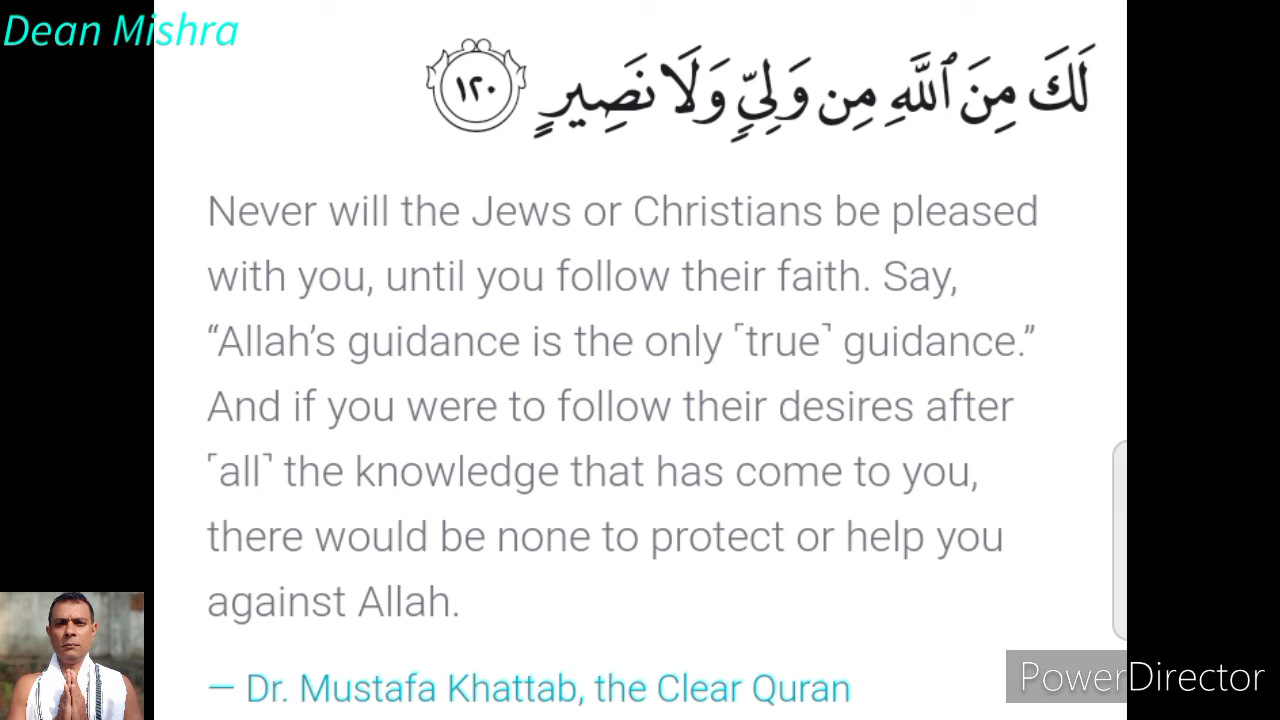 Dean Mishra
لَكَ مِنَ ٱللَّهِ مِن وَلِيٍّ وَلَا نَصِيرٍ ١٢٠
Never will the Jews or Christians be pleased
with you, until you follow their faith. Say,
“Allah’s guidance is the only ˹true˺ guidance.”
And if you were to follow their desires after
˹all˺ the knowledge that has come to you,
there would be none to protect or help you
against Allah.
— Dr. Mustafa Khattab, the Clear Quran
PowerDirector